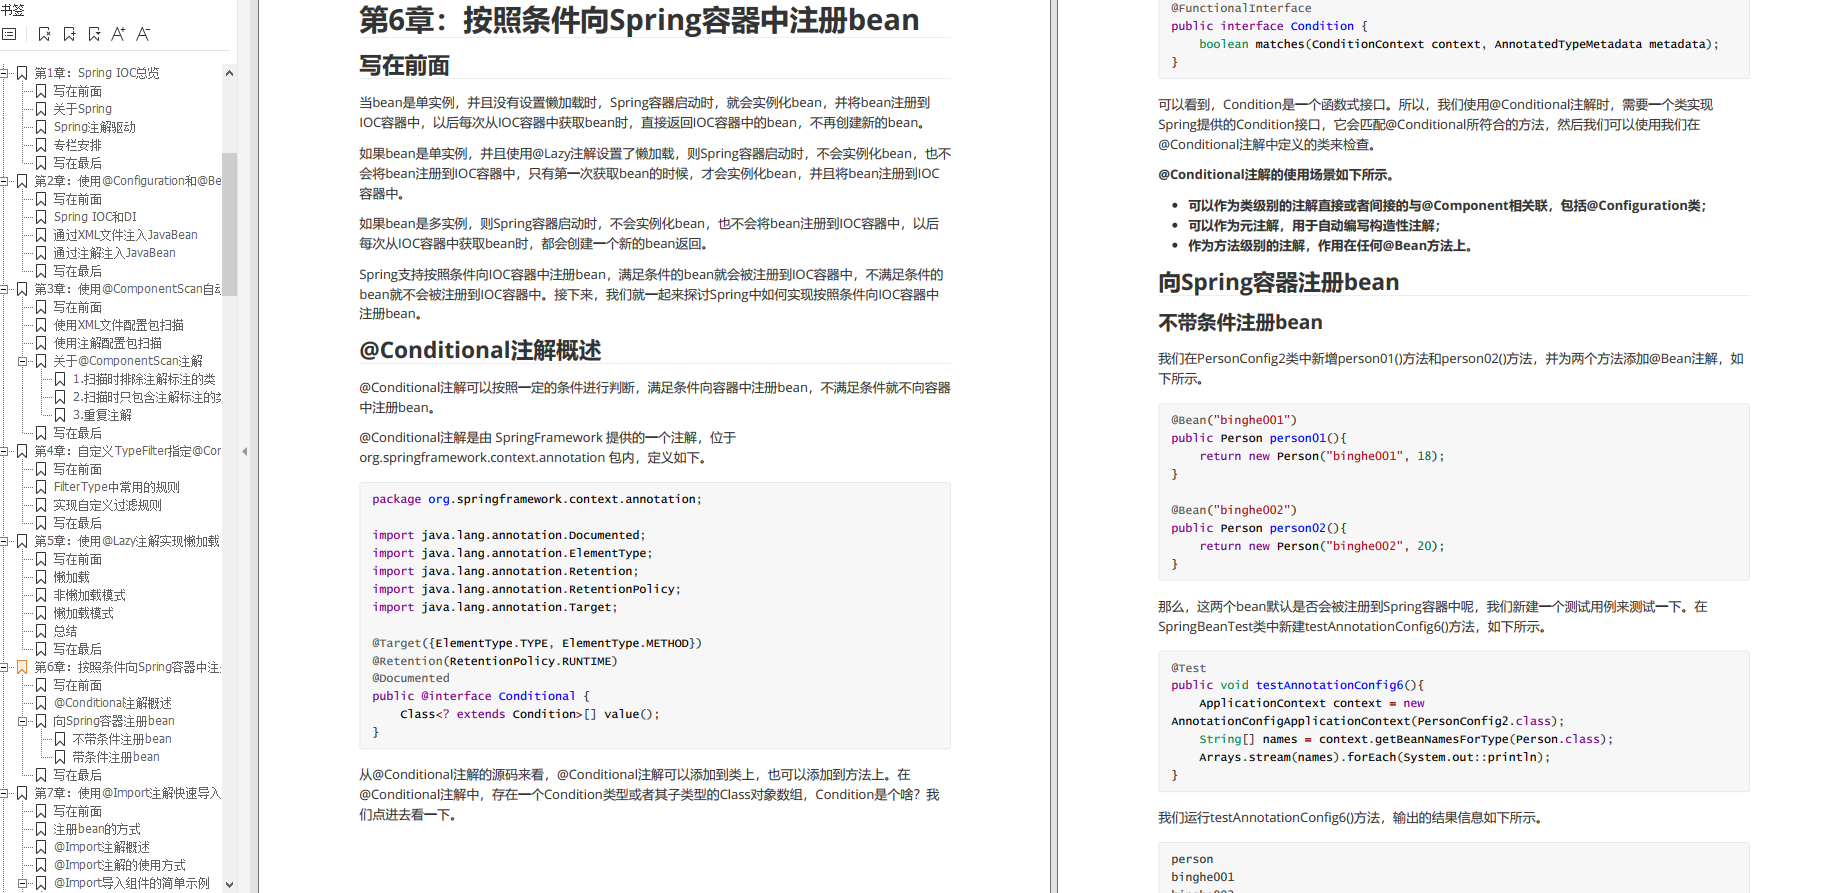 书签
第1章：Spring IOC总览
写在前面
关于Spring
Spring注解驱动
专栏安排
写在最后
第2章：使用@Configuration和@Be
写在前面
Spring IOC和DI
通过XML文件注入JavaBean
通过注解注入JavaBean
写在最后
第3章：使用@ComponentScan自动
写在前面
使用XML文件配置包扫描
使用注解配置包扫描
关于@ComponentScan注解
1.扫描时排除注解标注的类
2.扫描时只包含注解标注的类
3.重复注解
写在最后
第4章：自定义TypeFilter指定@Cor
写在前面
FilterType中常用的规则
实现自定义过滤规则
写在最后
第5章：使用@Lazy注解实现懒加载
写在前面
懒加载
非懒加载模式
懒加载模式
总结
写在最后
第6章：按照条件向Spring容器中注
写在前面
@Conditional注解概述
向Spring容器注册bean
不带条件注册bean
带条件注册bean
写在最后
第7章：使用@Import注解快速导入
写在前面
注册bean的方式
@Import注解概述
@Import注解的使用方式
@Import导入组件的简单示例
第6章：按照条件向Spring容器中注册bean
写在前面
当bean是单实例，并且没有设置懒加载时，Spring容器启动时，就会实例化bean，并将bean注册到
IOC容器中，以后每次从IOC容器中获取bean时，直接返回IOC容器中的bean，不再创建新的bean。
如果bean是单实例，并且使用@Lazy注解设置了懒加载，则Spring容器启动时，不会实例化bean，也不
会将bean注册到IOC容器中，只有第一次获取bean的时候，才会实例化bean，并且将bean注册到IOC
容器中。
如果bean是多实例，则Spring容器启动时，不会实例化bean，也不会将bean注册到IOC容器中，以后
每次从IOC容器中获取bean时，都会创建一个新的bean返回。
Spring支持按照条件向IOC容器中注册bean，满足条件的bean就会被注册到IOC容器中，不满足条件的
bean就不会被注册到IOC容器中。接下来，我们就一起来探讨Spring中如何实现按照条件向IOC容器中
注册bean。
@Conditional注解概述
@Conditional注解可以按照一定的条件进行判断，满足条件向容器中注册bean，不满足条件就不向容器
中注册bean。
@Conditional注解是由 SpringFramework 提供的一个注解，位于
org.springframework.context.annotation 包内，定义如下。
package org.springframework.context.annotation;
import java.lang.annotation.Documented;
import java.lang.annotation.ElementType;
import java.lang.annotation.Retention;
import java.lang.annotation.RetentionPolicy;
import java.lang.annotation.Target;
@Target({ElementType.TYPE, ElementType.METHOD})
@Retention(RetentionPolicy.RUNTIME)
@Documented
public @interface Conditional {
Class<? extends Condition>[] value();
}
从@Conditional注解的源码来看，@Conditional注解可以添加到类上，也可以添加到方法上。在
@Conditional注解中，存在一个Condition类型或者其子类型的Class对象数组，Condition是个啥？我
们点进去看一下。
@FunctionalInterface
public interface Condition {
boolean matches(ConditionContext context, AnnotatedTypeMetadata metadata);
}
可以看到，Condition是一个函数式接口。所以，我们使用@Conditional注解时，需要一个类实现
Spring提供的Condition接口，它会匹配@Conditional所符合的方法，然后我们可以使用我们在
@Conditional注解中定义的类来检查。
@Conditional注解的使用场景如下所示。
• 可以作为类级别的注解直接或者间接的与@Component相关联，包括@Configuration类；
• 可以作为元注解，用于自动编写构造性注解；
• 作为方法级别的注解，作用在任何@Bean方法上。
向Spring容器注册bean
不带条件注册bean
我们在PersonConfig2类中新增person01()方法和person02()方法，并为两个方法添加@Bean注解，如
下所示。
@Bean("binghe001")
public Person person01(){
return new Person("binghe001", 18);
}
@Bean("binghe002")
public Person person02(){
return new Person("binghe002", 20);
}
那么，这两个bean默认是否会被注册到Spring容器中呢，我们新建一个测试用例来测试一下。在
SpringBeanTest类中新建testAnnotationConfig6()方法，如下所示。
@Test
public void testAnnotationConfig6(){
ApplicationContext context = new
AnnotationConfigApplicationContext(PersonConfig2.class);
String[] names = context.getBeanNamesForType(Person.class);
Arrays.stream(names).forEach(System.out::println);
}
我们运行testAnnotationConfig6()方法，输出的结果信息如下所示。
person
binghe001